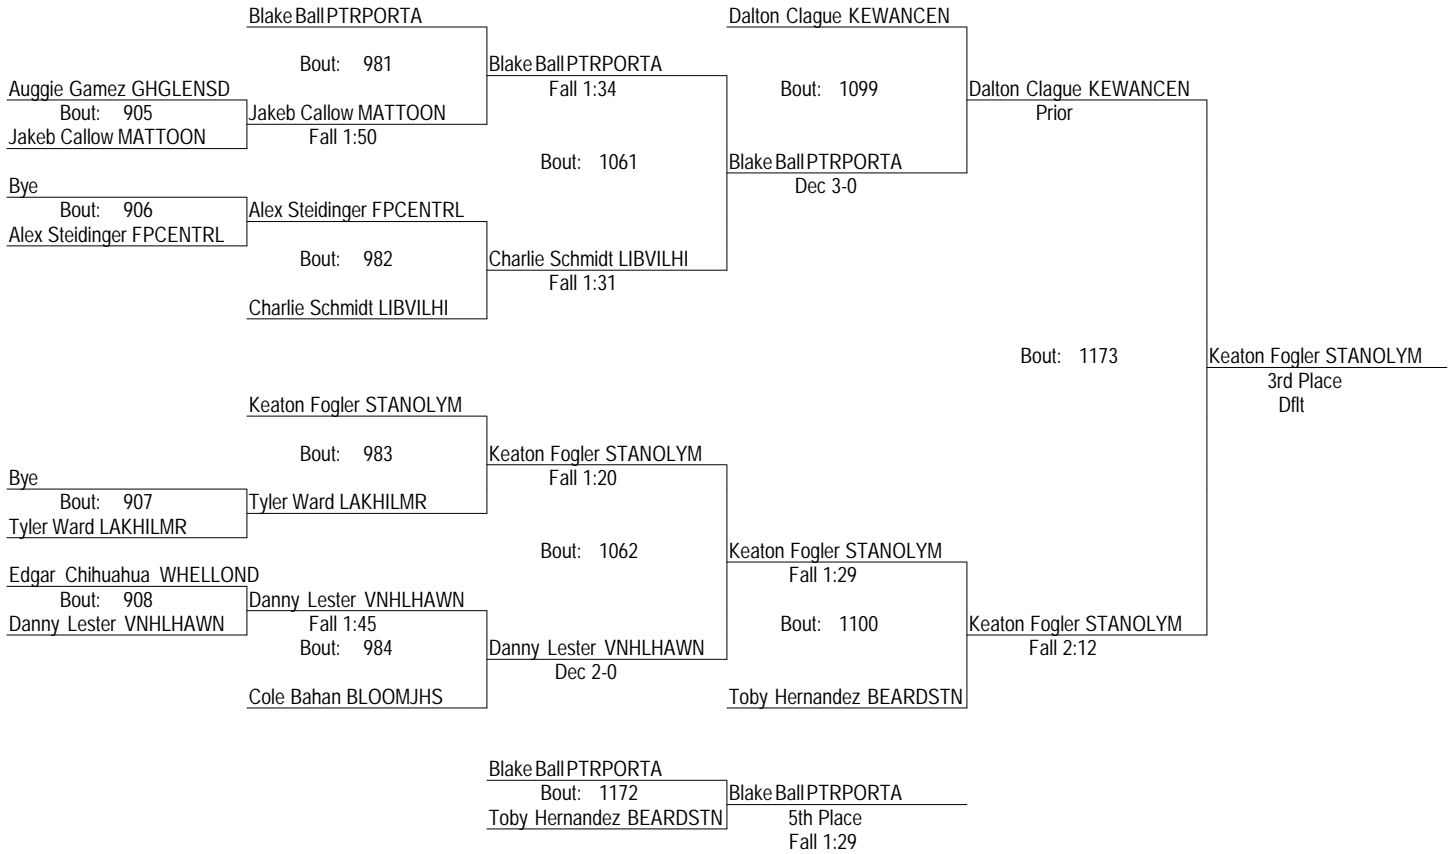 Blake Ball PTRPORTA
Dalton Clague KEWANCEN
Bout: 981
Blake Ball PTRPORTA
Auggie Gamez GHGLENSD
Fall 1:34
Bout: 1099
Dalton Clague KEWANCEN
Bout: 905
Jakeb Callow MATTOON
Prior
Jakeb Callow MATTOON
Fall 1:50
Bout: 1061
Blake Ball PTRPORTA
Bye
Dec 3-0
Bout: 906
Alex Steidinger FPCENTRL
Alex Steidinger FPCENTRL
Bout: 982
Charlie Schmidt LIBVILHI
Fall 1:31
Charlie Schmidt LIBVILHI
Bout: 1173
Keaton Fogler STANOLYM
3rd Place
Dflt
Keaton Fogler STANOLYM
Bout: 983
Keaton Fogler STANOLYM
Bye
Fall 1:20
Bout: 907
Tyler Ward LAKHILMR
Tyler Ward LAKHILMR
Bout: 1062
Keaton Fogler STANOLYM
Edgar Chihuahua WHELLOND
Fall 1:29
Bout: 908
Danny Lester VNHLHAWN
Danny Lester VNHLHAWN
Fall 1:45
Bout: 1100
Keaton Fogler STANOLYM
Bout: 984
Danny Lester VNHLHAWN
Fall 2:12
Dec 2-0
Cole Bahan BLOOMJHS
Toby Hernandez BEARDSTN
Blake Ball PTRPORTA
Bout: 1172
Blake Ball PTRPORTA
Toby Hernandez BEARDSTN
5th Place
Fall 1:29